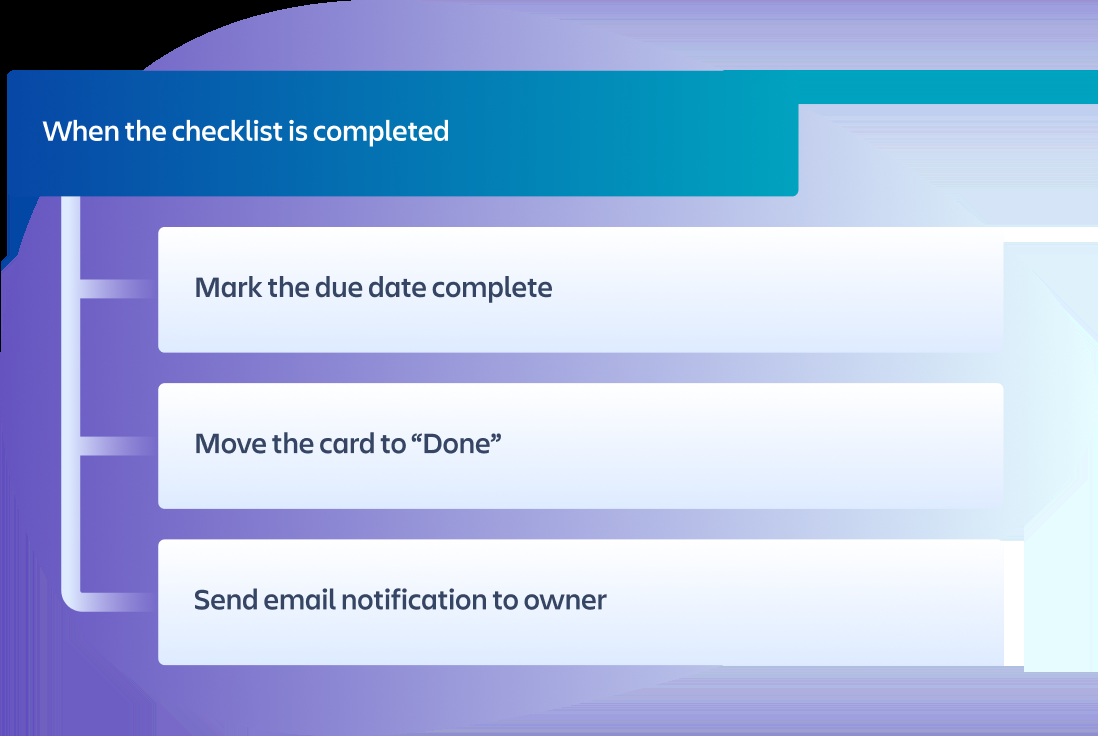 When the checklist is completed
Mark the due date complete
Move the card to “Done”
Send email notification to owner